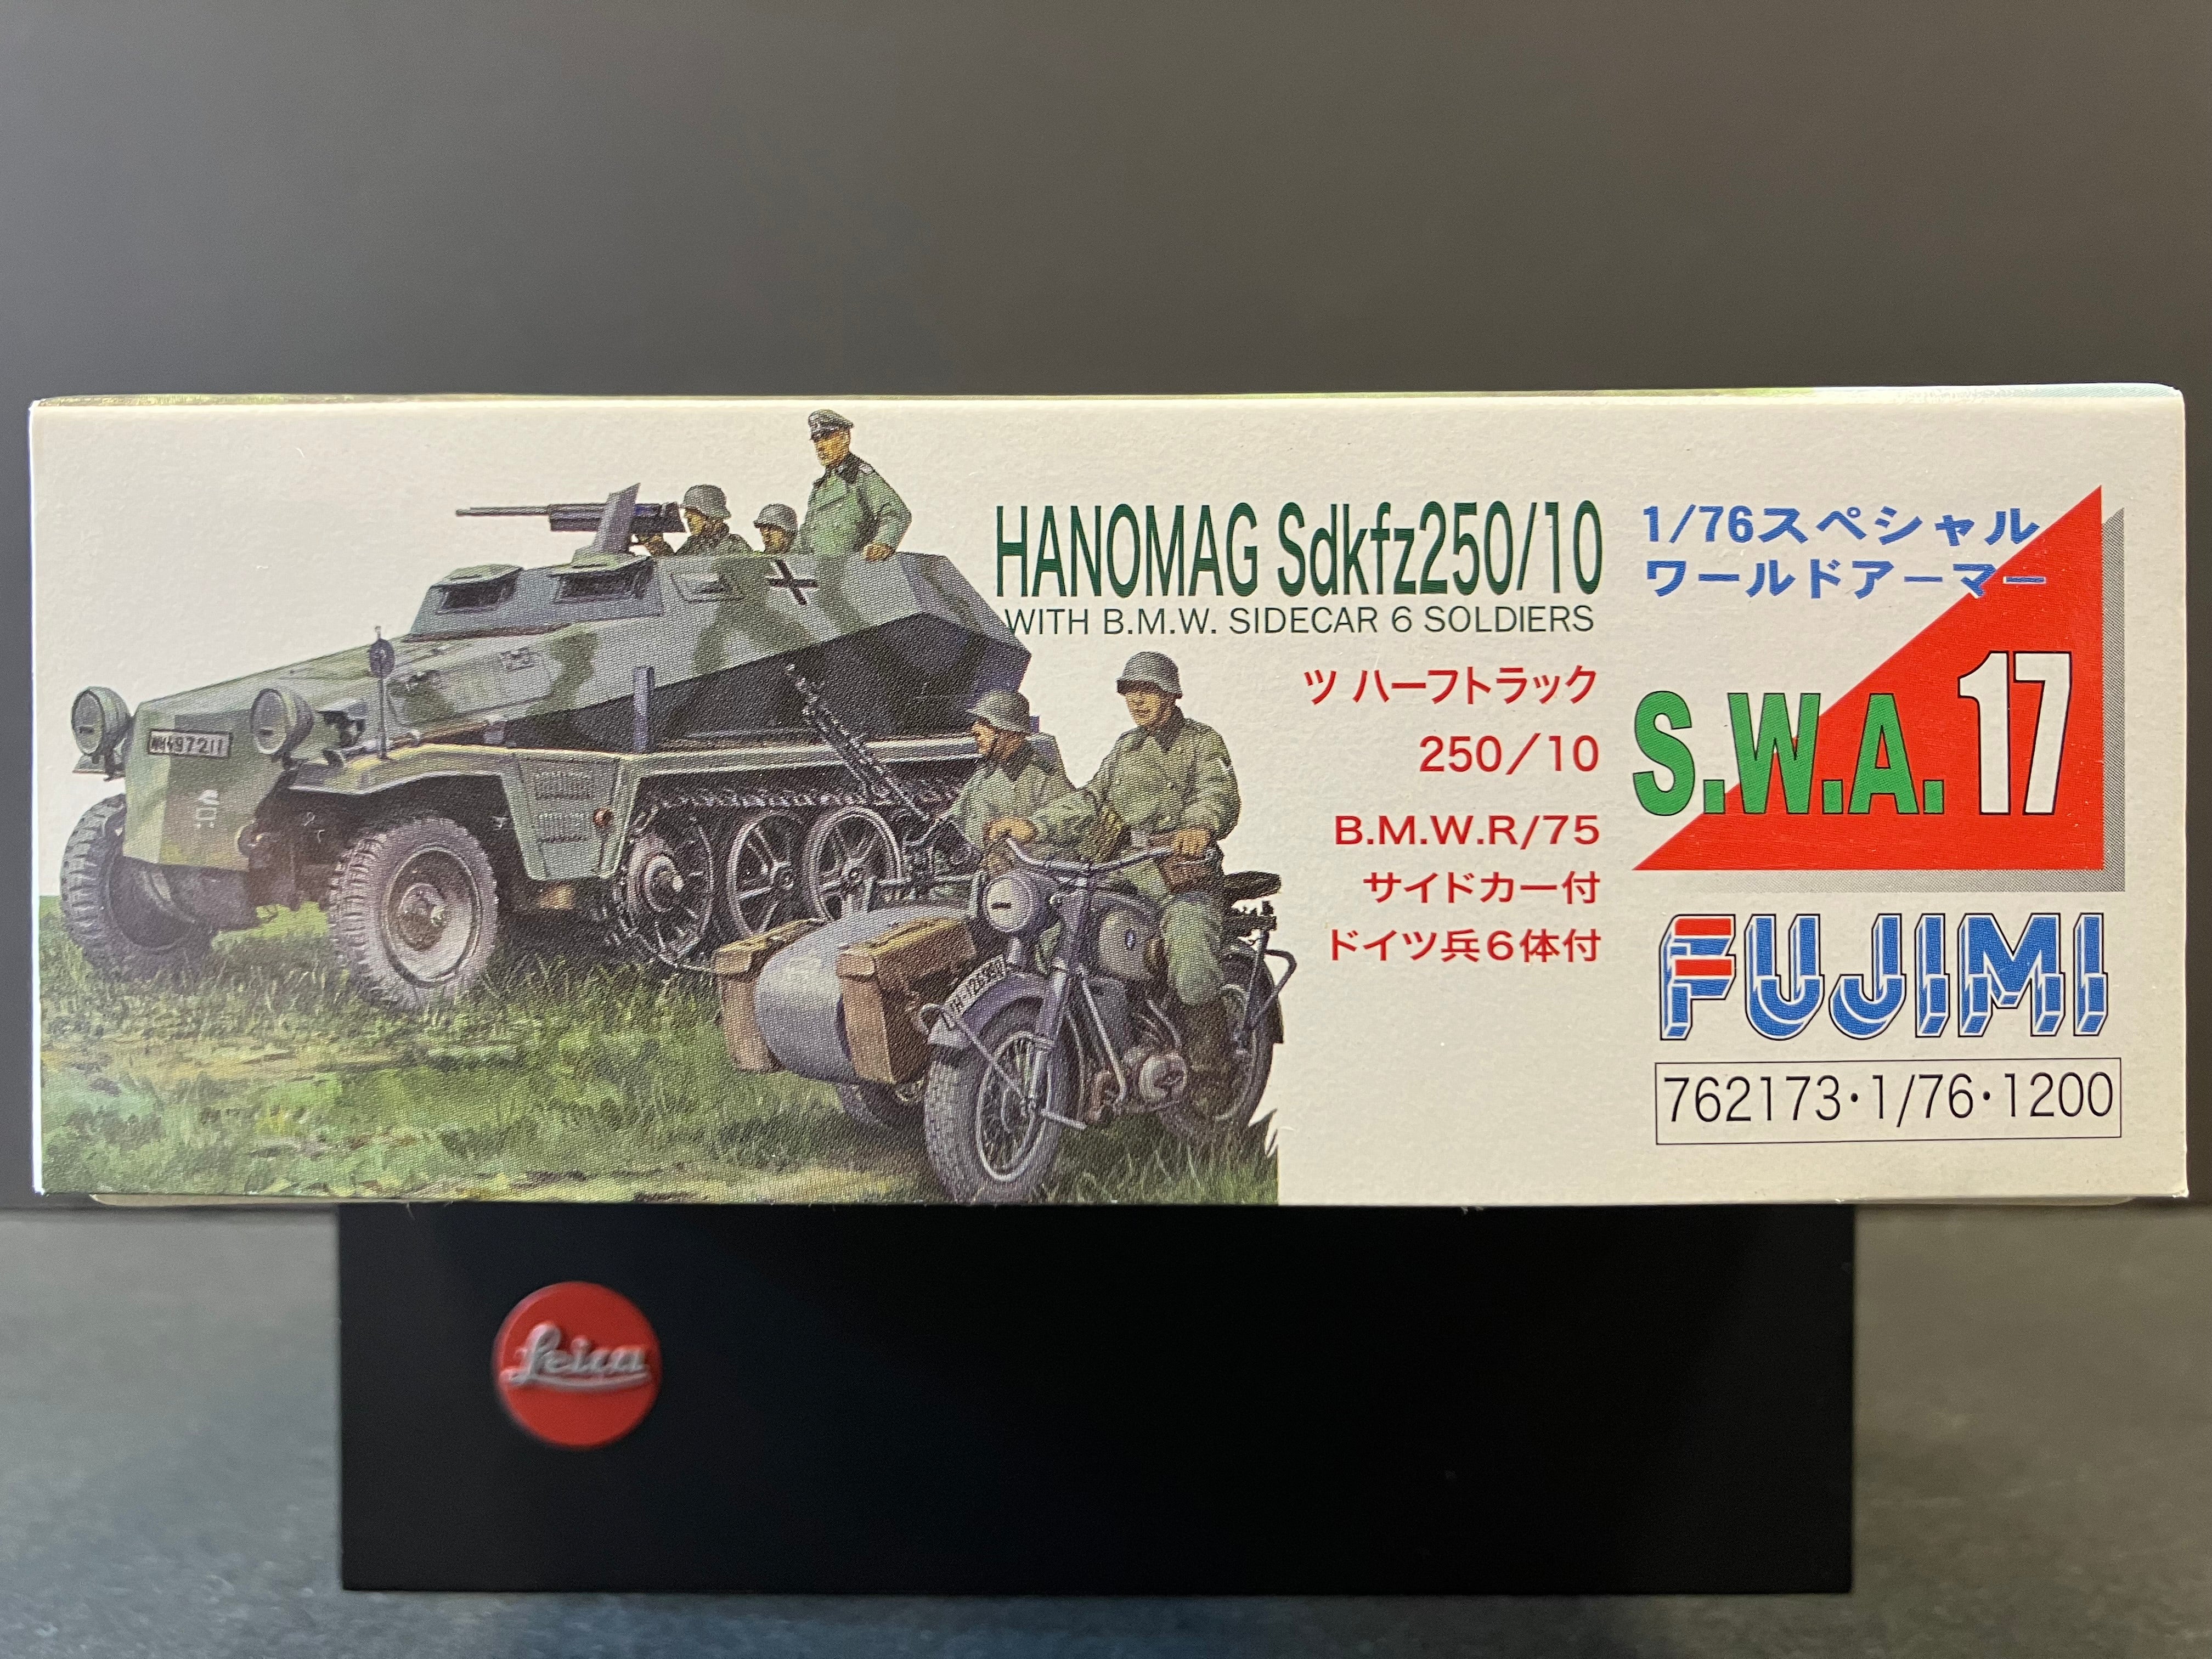 HANOMAG Sdkfz250/10
WITH B.M.W. SIDECAR 6 SOLDIERS
ツ ハーフトラック
250/10
B.M.W.R/75
サイドカー付
ドイツ兵6体付
1/76スペシャル
ワールドアーマー
S.W.A. 17
FUJIMI
762173・1/76・1200
Leica